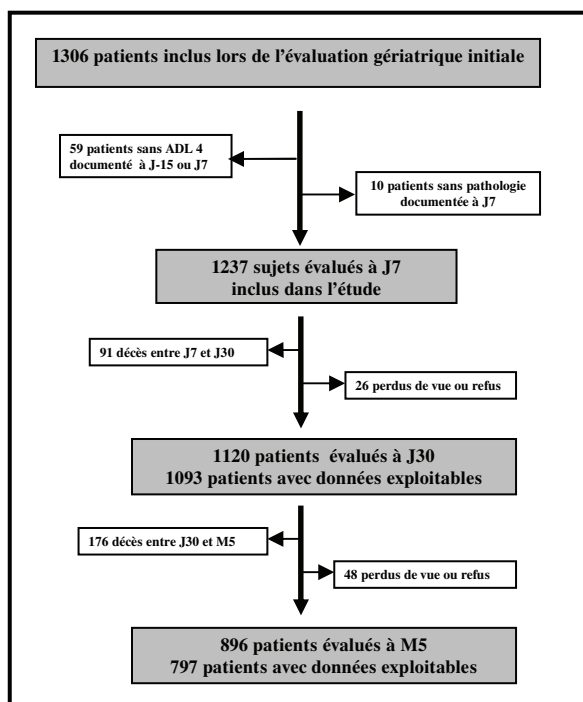 1306 patients inclus lors de l'évaluation gériatrique initiale
59 patients sans ADL 4
documenté à J-15 ou J7
10 patients sans pathologie
documentée à J7
1237 sujets évalués à J7
inclus dans l'étude
91 décès entre J7 et J30
26 perdus de vue ou refus
1120 patients évalués à J30
1093 patients avec données exploitables
176 décès entre J30 et M5
48 perdus de vue ou refus
896 patients évalués à M5
797 patients avec données exploitables